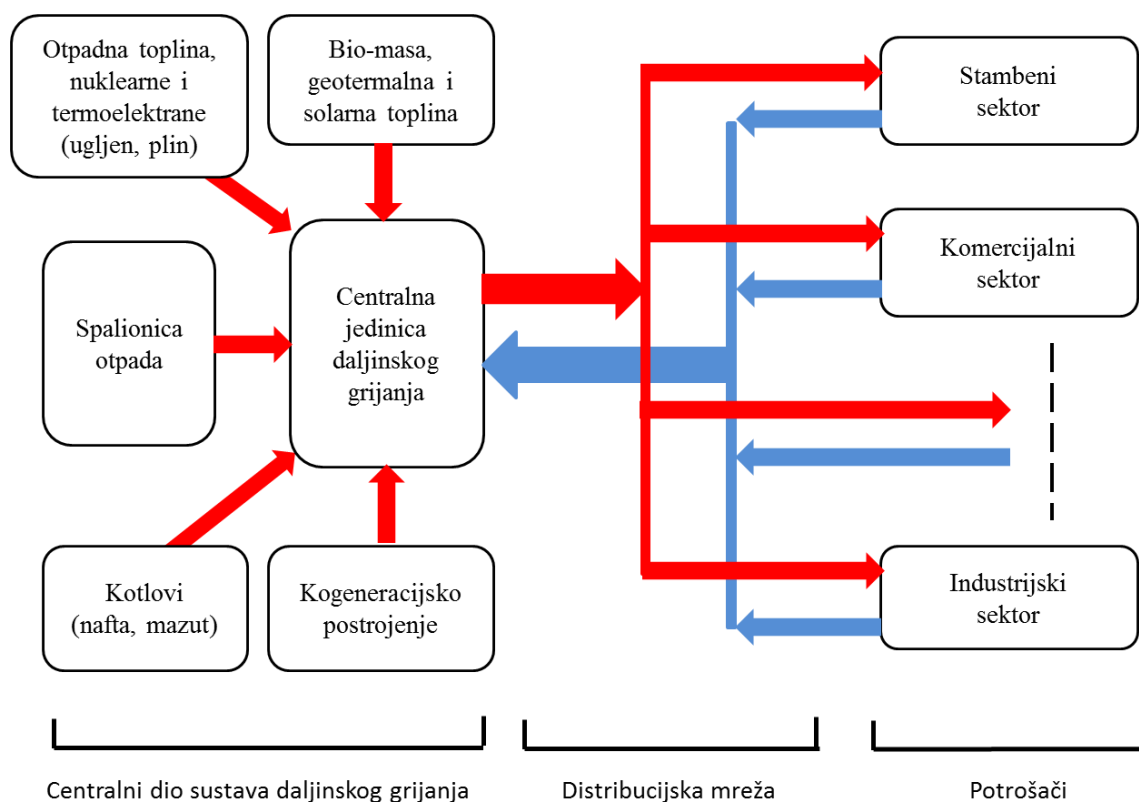 Otpadna toplina,
nuklearne i
termoelektrane
(ugljen, plin)
Bio-masa,
geotermalna i
solarna toplina
Stambeni
sektor
Spalionica
otpada
Centralna
jedinica
daljinskog
grijanja
Komercijalni
sektor
Kotlovi
(nafta, mazut)
Kogeneracijsko
postrojenje
Industrijski
sektor
Centralni dio sustava daljinskog grijanja
Distribucijska mreža
Potrošači